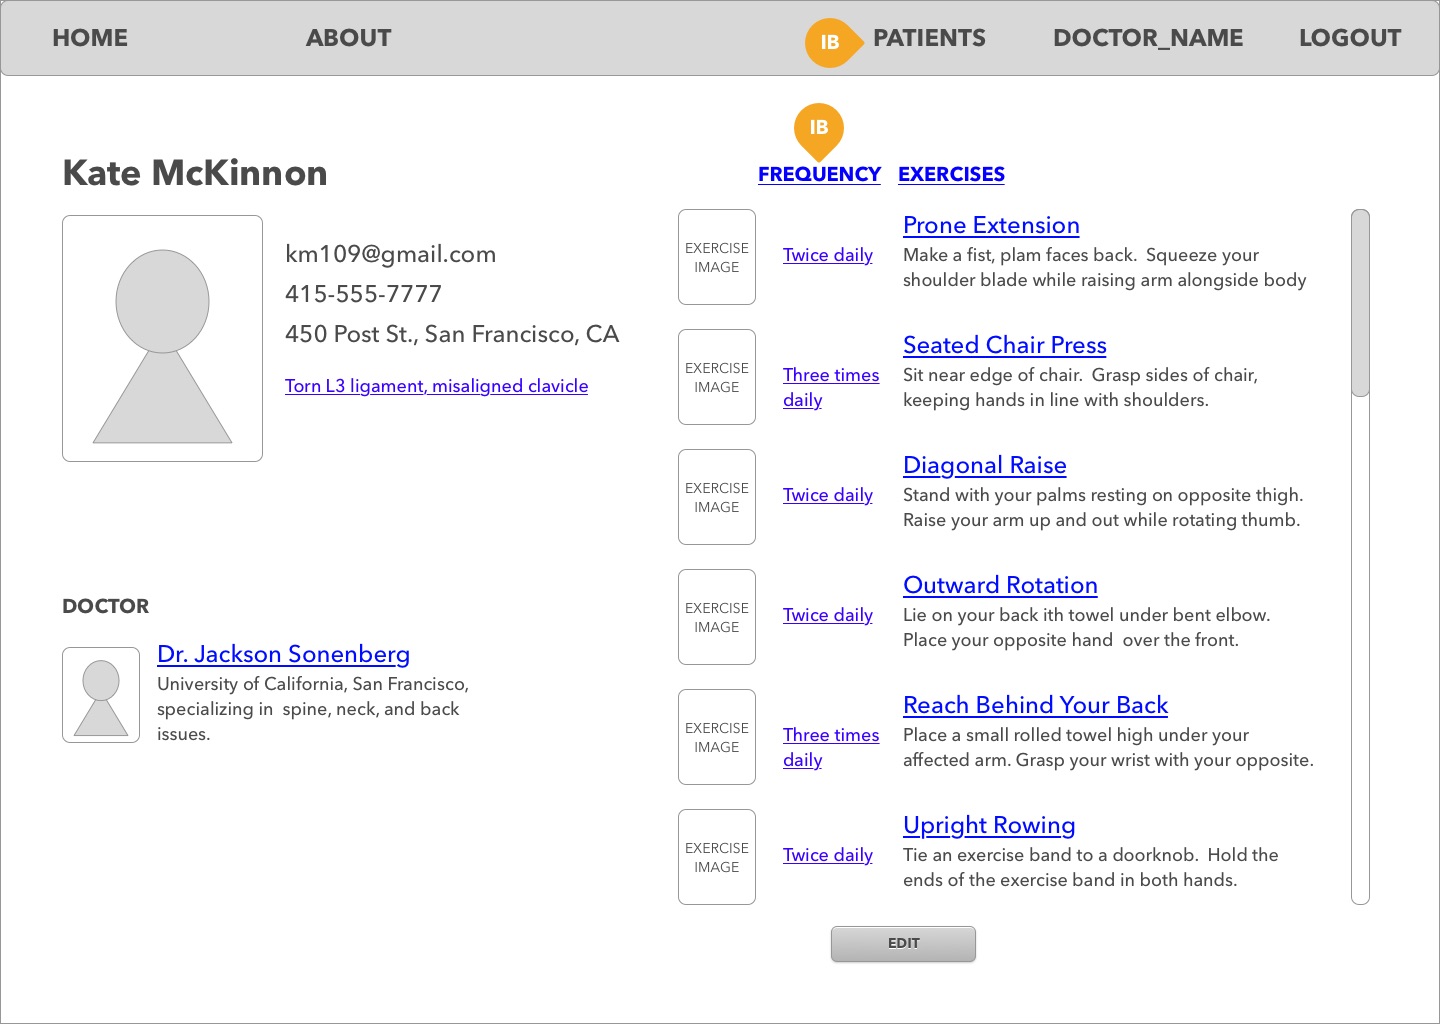 HOME ABOUT IB PATIENTS DOCTOR_NAME LOGOUT
Kate McKinnon
km109@gmail.com
415-555-7777
450 Post St., San Francisco, CA
Torn L3 ligament, misaligned clavicle
DOCTOR
Dr. Jackson Sonenberg
University of California, San Francisco,
specializing in spine, neck, and back
issues.
IB
FREQUENCY EXERCISES
EXERCISE
IMAGE
Twice daily
Prone Extension
Make a fist, plam faces back. Squeeze your
shoulder blade while raising arm alongside body
EXERCISE
IMAGE
Three times
daily
Seated Chair Press
Sit near edge of chair. Grasp sides of chair,
keeping hands in line with shoulders.
EXERCISE
IMAGE
Twice daily
Diagonal Raise
Stand with your palms resting on opposite thigh.
Raise your arm up and out while rotating thumb.
EXERCISE
IMAGE
Twice daily
Outward Rotation
Lie on your back ith towel under bent elbow.
Place your opposite hand over the front.
EXERCISE
IMAGE
Three times
daily
Reach Behind Your Back
Place a small rolled towel high under your
affected arm. Grasp your wrist with your opposite.
EXERCISE
IMAGE
Twice daily
Upright Rowing
Tie an exercise band to a doorknob. Hold the
ends of the exercise band in both hands.
EDIT